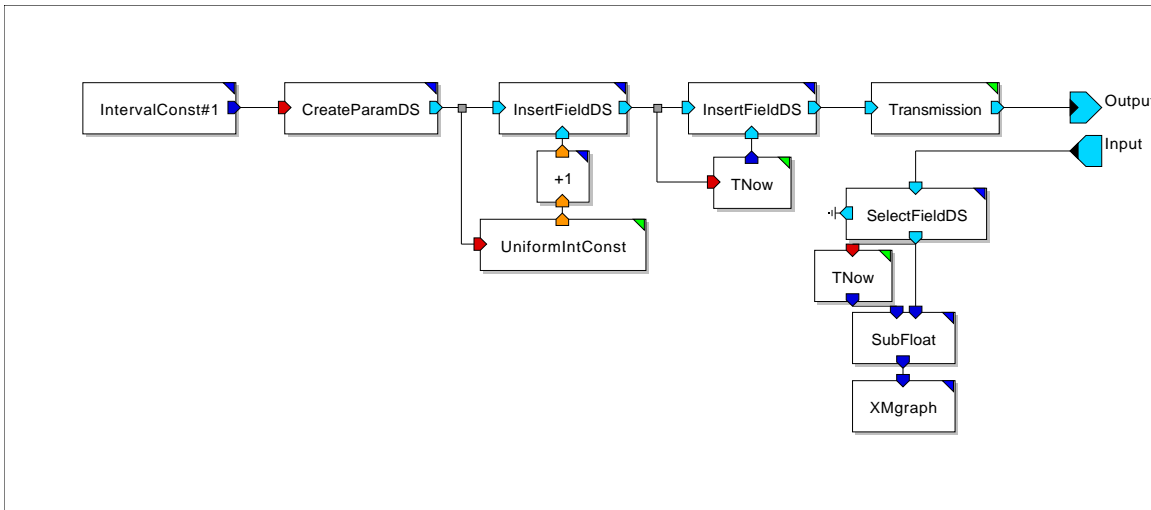 IntervalConst#1
CreateParamDS
InsertFieldDS
InsertFieldDS
Transmission
Output
Input
+1
TNow
UniformIntConst
SelectFieldDS
TNow
SubFloat
XMgraph